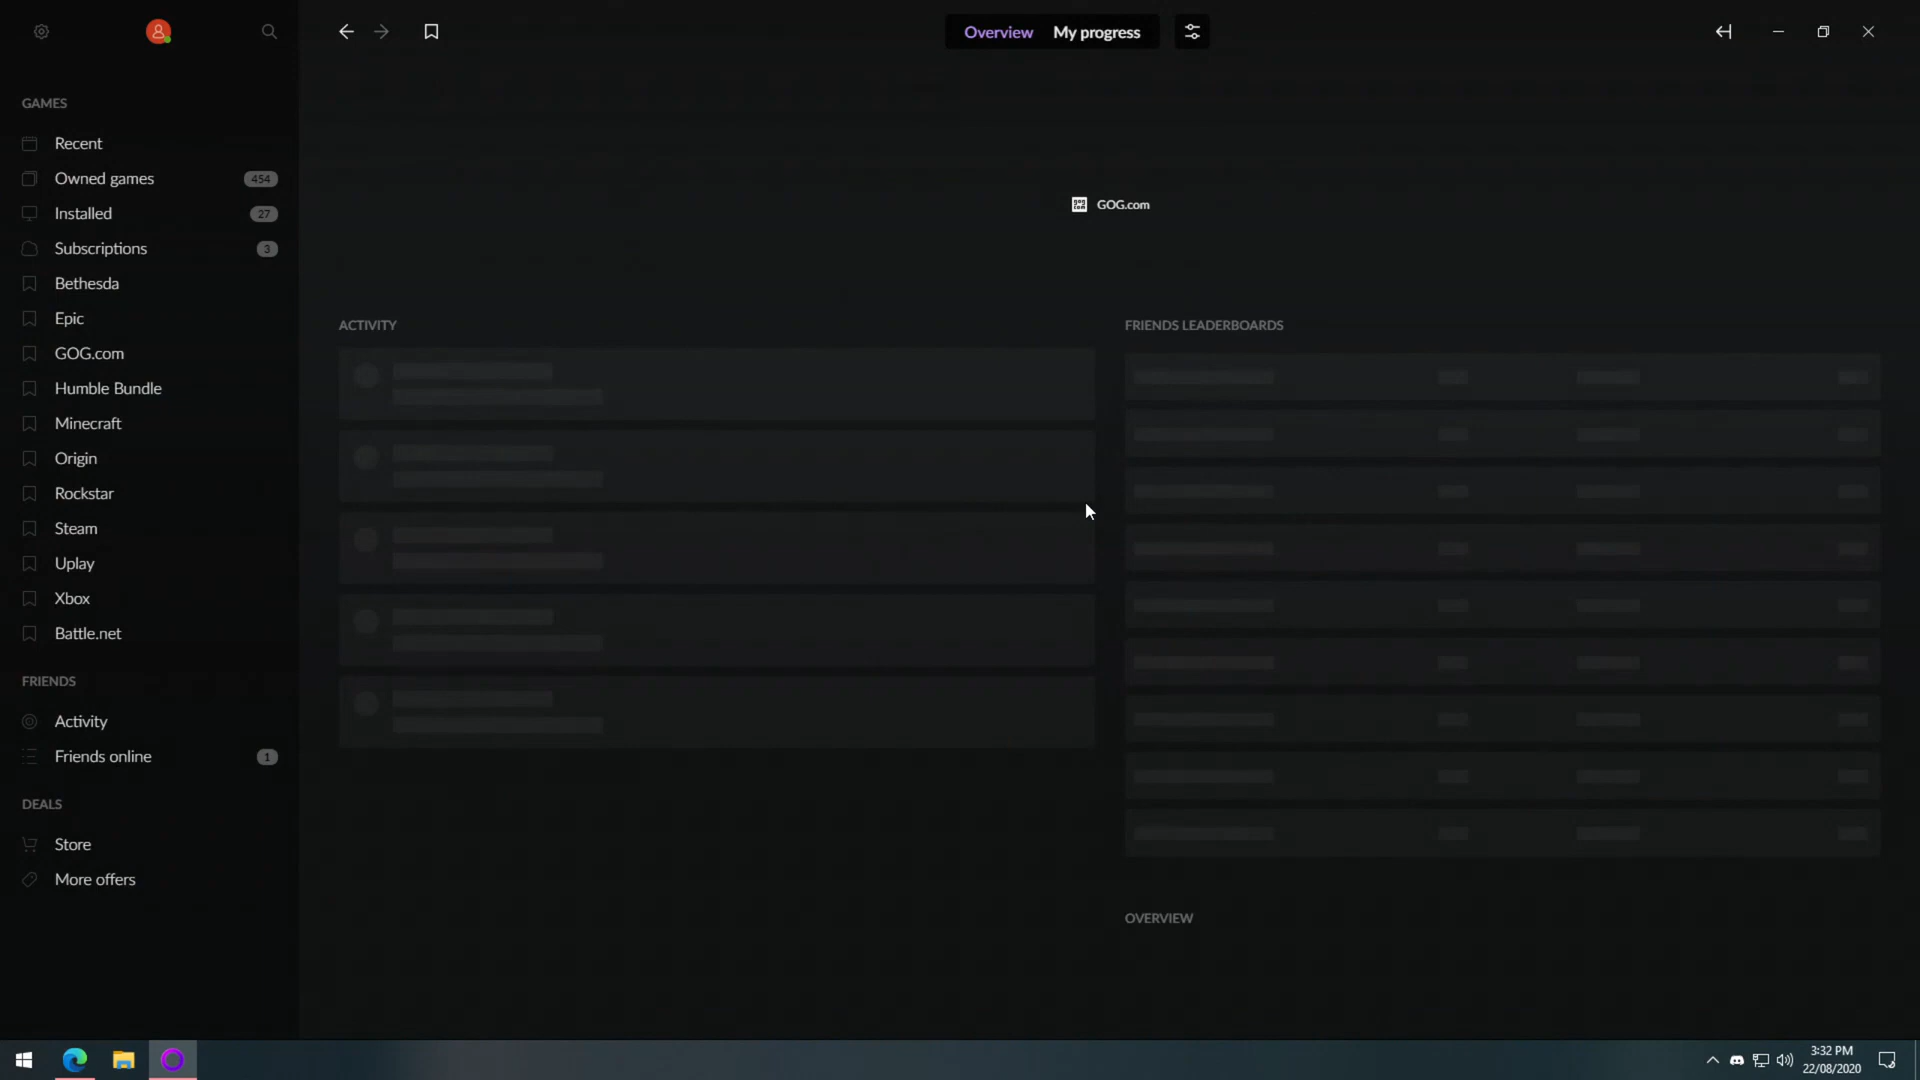 Overview My progress
GAMES
Recent
Owned games 454
Installed 27
Subscriptions 3
Bethesda
Epic
GOG.com
Humble Bundle
Minecraft
Origin
Rockstar
Steam
Uplay
Xbox
Battle.net
FRIENDS
Activity
Friends online 1
DEALS
Store
More offers
GOG.com
ACTIVITY
FRIENDS LEADERBOARDS
OVERVIEW
3:32 PM
22/08/2020